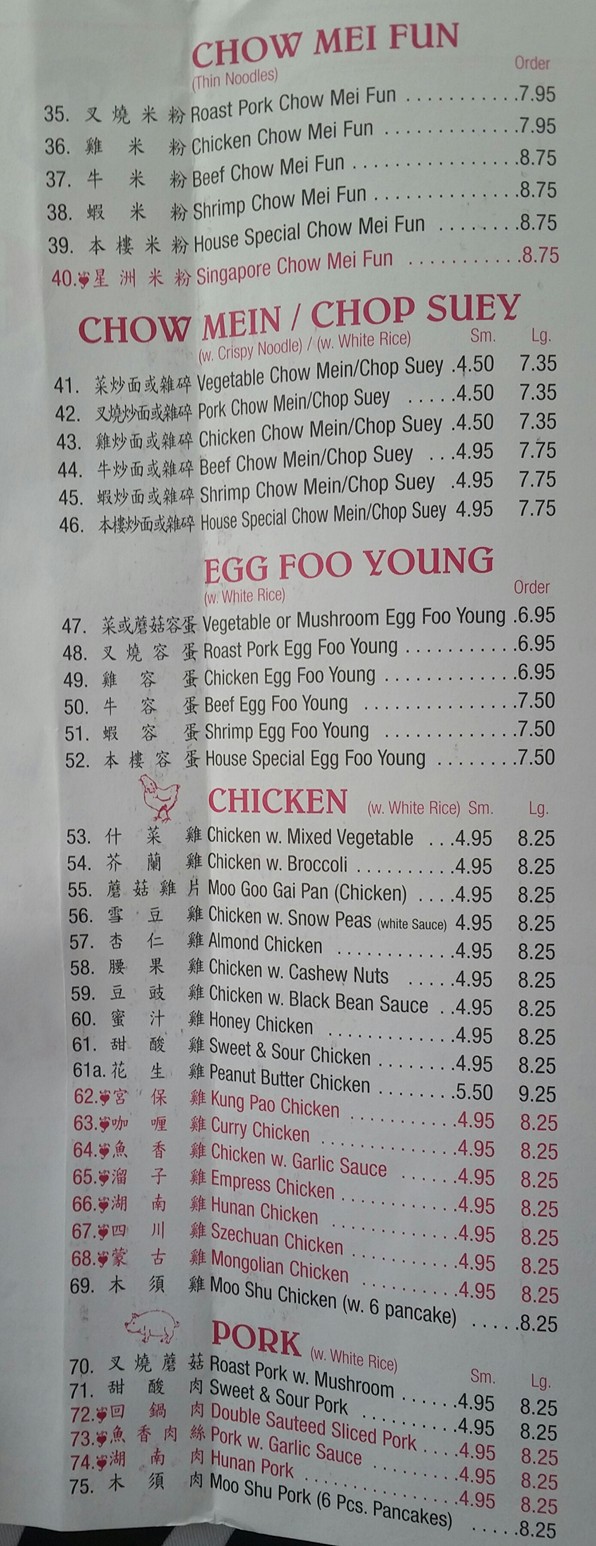 CHOW MEI FUN
(Thin Noodles) Order
35. 叉燒米粉 Roast Pork Chow Mei Fun ...........7.95
36. 雞米粉 Chicken Chow Mei Fun ............7.95
37. 牛米粉 Beef Chow Mei Fun ...............8.75
38. 蝦米粉 Shrimp Chow Mei Fun .............8.75
39. 本樓米粉 House Special Chow Mei Fun ........8.75
40. 星洲米粉 Singapore Chow Mei Fun ...........8.75
CHOW MEIN / CHOP SUEY
(w. Crispy Noodle) / (w. White Rice) Sm. Lg.
41. 菜炒面或雜碎 Vegetable Chow Mein/Chop Suey .4.50 7.35
42. 叉燒炒面或雜碎 Pork Chow Mein/Chop Suey .....4.50 7.35
43. 雞炒面或雜碎 Chicken Chow Mein/Chop Suey .4.50 7.35
44. 牛炒面或雜碎 Beef Chow Mein/Chop Suey ...4.95 7.75
45. 蝦炒面或雜碎 Shrimp Chow Mein/Chop Suey .4.95 7.75
46. 本樓炒面或雜碎 House Special Chow Mein/Chop Suey 4.95 7.75
EGG FOO YOUNG
(w. White Rice) Order
47. 菜或蘑菇容蛋 Vegetable or Mushroom Egg Foo Young .6.95
48. 叉燒容蛋 Roast Pork Egg Foo Young ...........6.95
49. 雞容蛋 Chicken Egg Foo Young .............6.95
50. 牛容蛋 Beef Egg Foo Young ...............7.50
51. 蝦容蛋 Shrimp Egg Foo Young .............7.50
52. 本樓容蛋 House Special Egg Foo Young ........7.50
CHICKEN (w. White Rice) Sm. Lg.
53. 什菜雞 Chicken w. Mixed Vegetable ...4.95 8.25
54. 芥蘭雞 Chicken w. Broccoli ..........4.95 8.25
55. 蘑菇雞片 Moo Goo Gai Pan (Chicken) ....4.95 8.25
56. 雪豆雞 Chicken w. Snow Peas (white Sauce) 4.95 8.25
57. 杏仁雞 Almond Chicken ............4.95 8.25
58. 腰果雞 Chicken w. Cashew Nuts .....4.95 8.25
59. 豆豉雞 Chicken w. Black Bean Sauce ..4.95 8.25
60. 蜜汁雞 Honey Chicken .............4.95 8.25
61. 甜酸雞 Sweet & Sour Chicken ........4.95 8.25
61a. 花生雞 Peanut Butter Chicken ........5.50 9.25
62. 宮保雞 Kung Pao Chicken ...........4.95 8.25
63. 咖喱雞 Curry Chicken .............4.95 8.25
64. 魚香雞 Chicken w. Garlic Sauce ......4.95 8.25
65. 溜子雞 Empress Chicken ...........4.95 8.25
66. 湖南雞 Hunan Chicken ............4.95 8.25
67. 四川雞 Szechuan Chicken ..........4.95 8.25
68. 蒙古雞 Mongolian Chicken .........4.95 8.25
69. 木須雞 Moo Shu Chicken (w. 6 pancake) .....8.25
PORK (w. White Rice) Sm. Lg.
70. 叉燒蘑菇 Roast Pork w. Mushroom ......4.95 8.25
71. 甜酸肉 Sweet & Sour Pork ..........4.95 8.25
72. 回鍋肉 Double Sauteed Sliced Pork ....4.95 8.25
73. 魚香肉絲 Pork w. Garlic Sauce .........4.95 8.25
74. 湖南肉 Hunan Pork ................4.95 8.25
75. 木須肉 Moo Shu Pork (6 Pcs. Pancakes) .....8.25